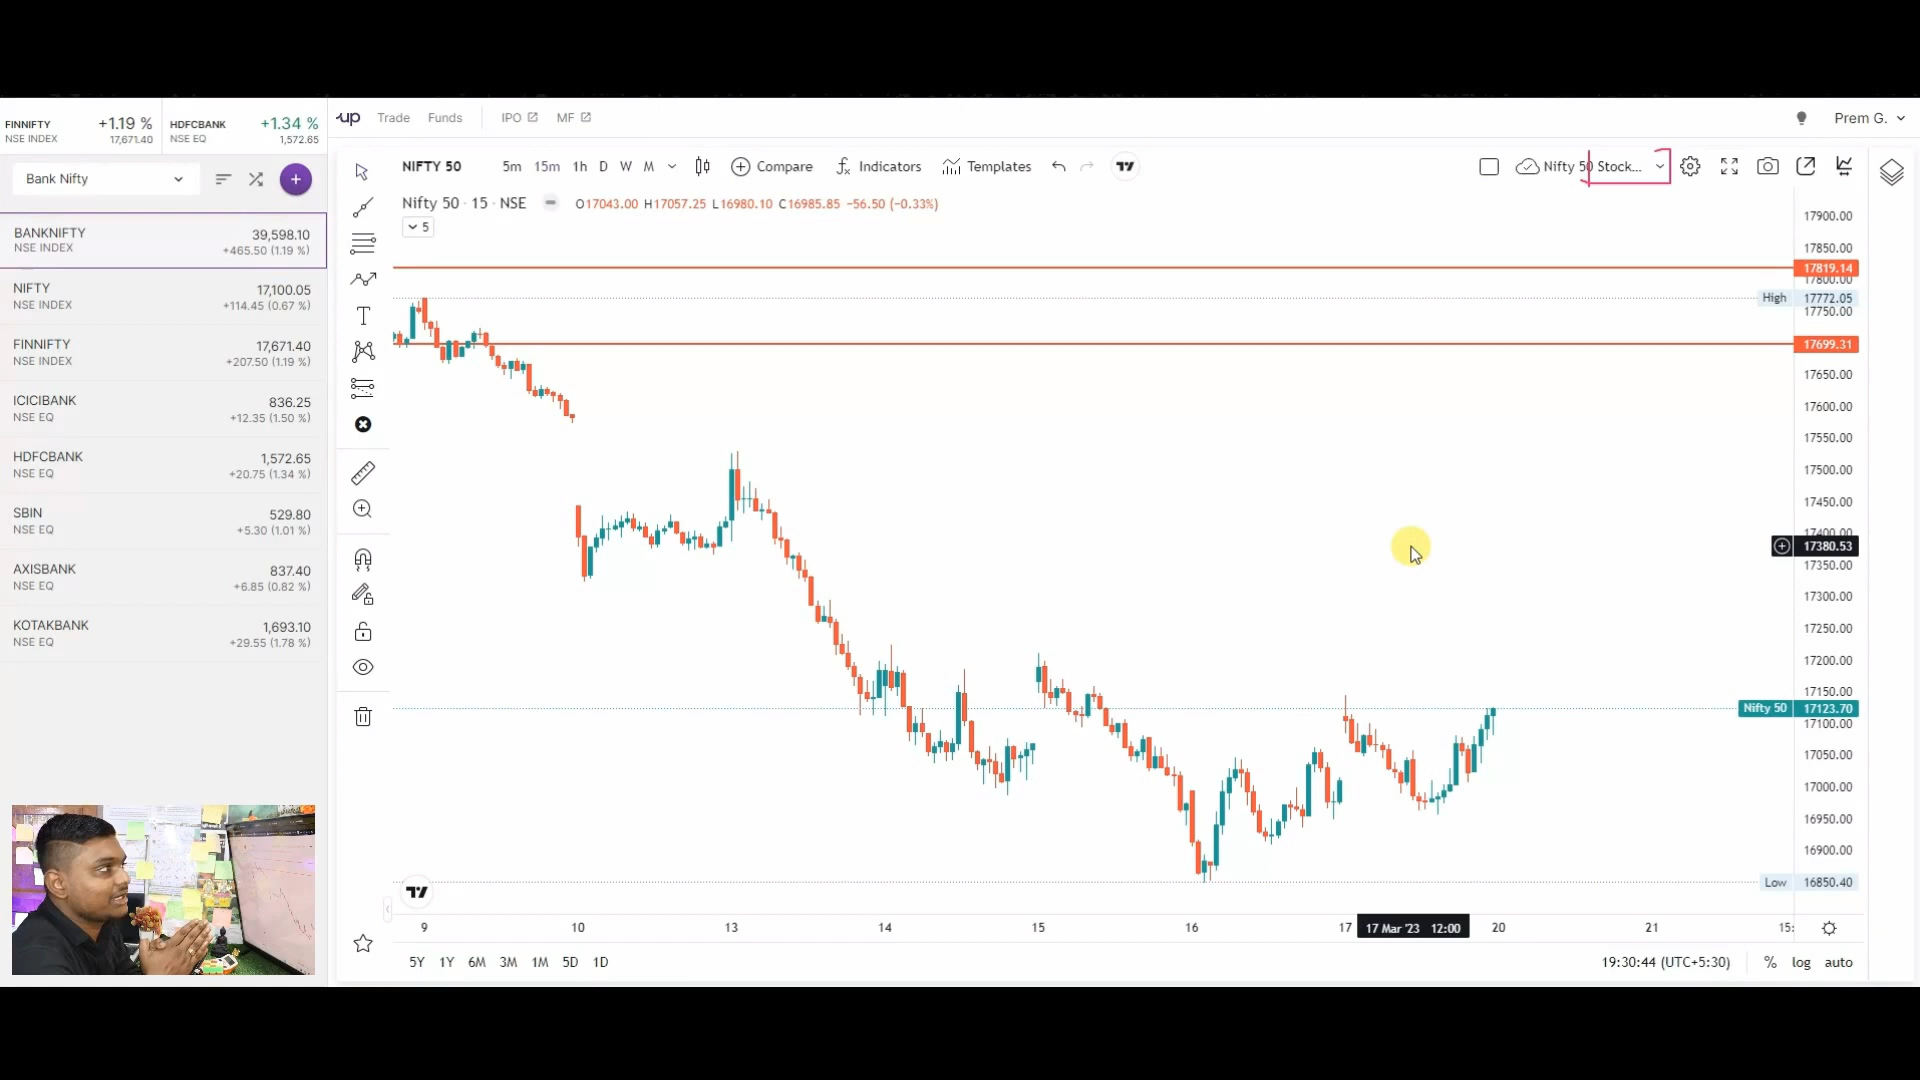 FINNIFTY +1.19 %
NSE INDEX 17,671.40
HDFCBANK +1.34 %
NSE EQ 1,572.65
up Trade Funds IPO MF
Prem G.
Bank Nifty
NIFTY 50 5m 15m 1h D W M Compare Indicators Templates
Nifty 50 Stock...
Nifty 50 · 15 · NSE O17043.00 H17057.25 L16980.10 C16985.85 −56.50 (−0.33%)
5
BANKNIFTY 39,598.10
NSE INDEX +465.50 (1.19 %)
NIFTY 17,100.05
NSE INDEX +114.45 (0.67 %)
FINNIFTY 17,671.40
NSE INDEX +207.50 (1.19 %)
ICICIBANK 836.25
NSE EQ +12.35 (1.50 %)
HDFCBANK 1,572.65
NSE EQ +20.75 (1.34 %)
SBIN 529.80
NSE EQ +5.30 (1.01 %)
AXISBANK 837.40
NSE EQ +6.85 (0.82 %)
KOTAKBANK 1,693.10
NSE EQ +29.55 (1.78 %)
17900.00
17850.00
17819.14
17800.00
High 17772.05
17750.00
17699.31
17650.00
17600.00
17550.00
17500.00
17450.00
17400.00
17380.53
17350.00
17300.00
17250.00
17200.00
17150.00
Nifty 50 17123.70
17100.00
17050.00
17000.00
16950.00
16900.00
Low 16850.40
9 10 13 14 15 16 17 17 Mar '23 12:00 20 21 15:
5Y 1Y 6M 3M 1M 5D 1D
19:30:44 (UTC+5:30) % log auto